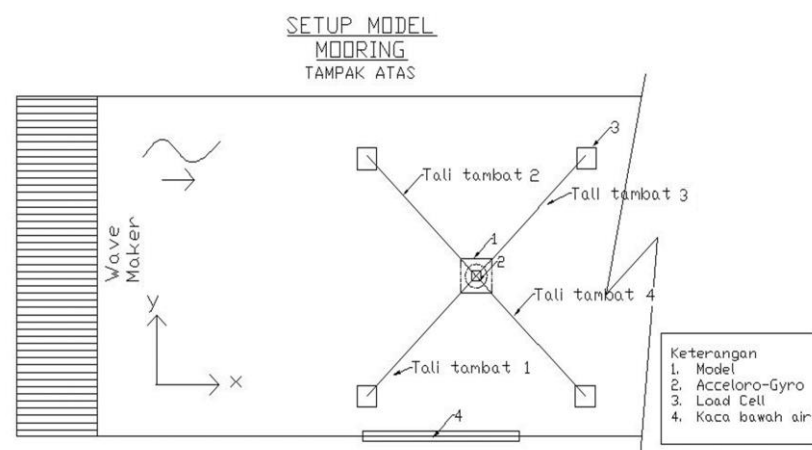 SETUP MODEL
MOORING
TAMPAK ATAS
3
Tali tambat 2
Tali tambat 3
Wave
Maker
1
2
y
Tali tambat 4
x
Tali tambat 1
4
Keterangan
1. Model
2. Acceloro-Gyro
3. Load Cell
4. Kaca bawah air